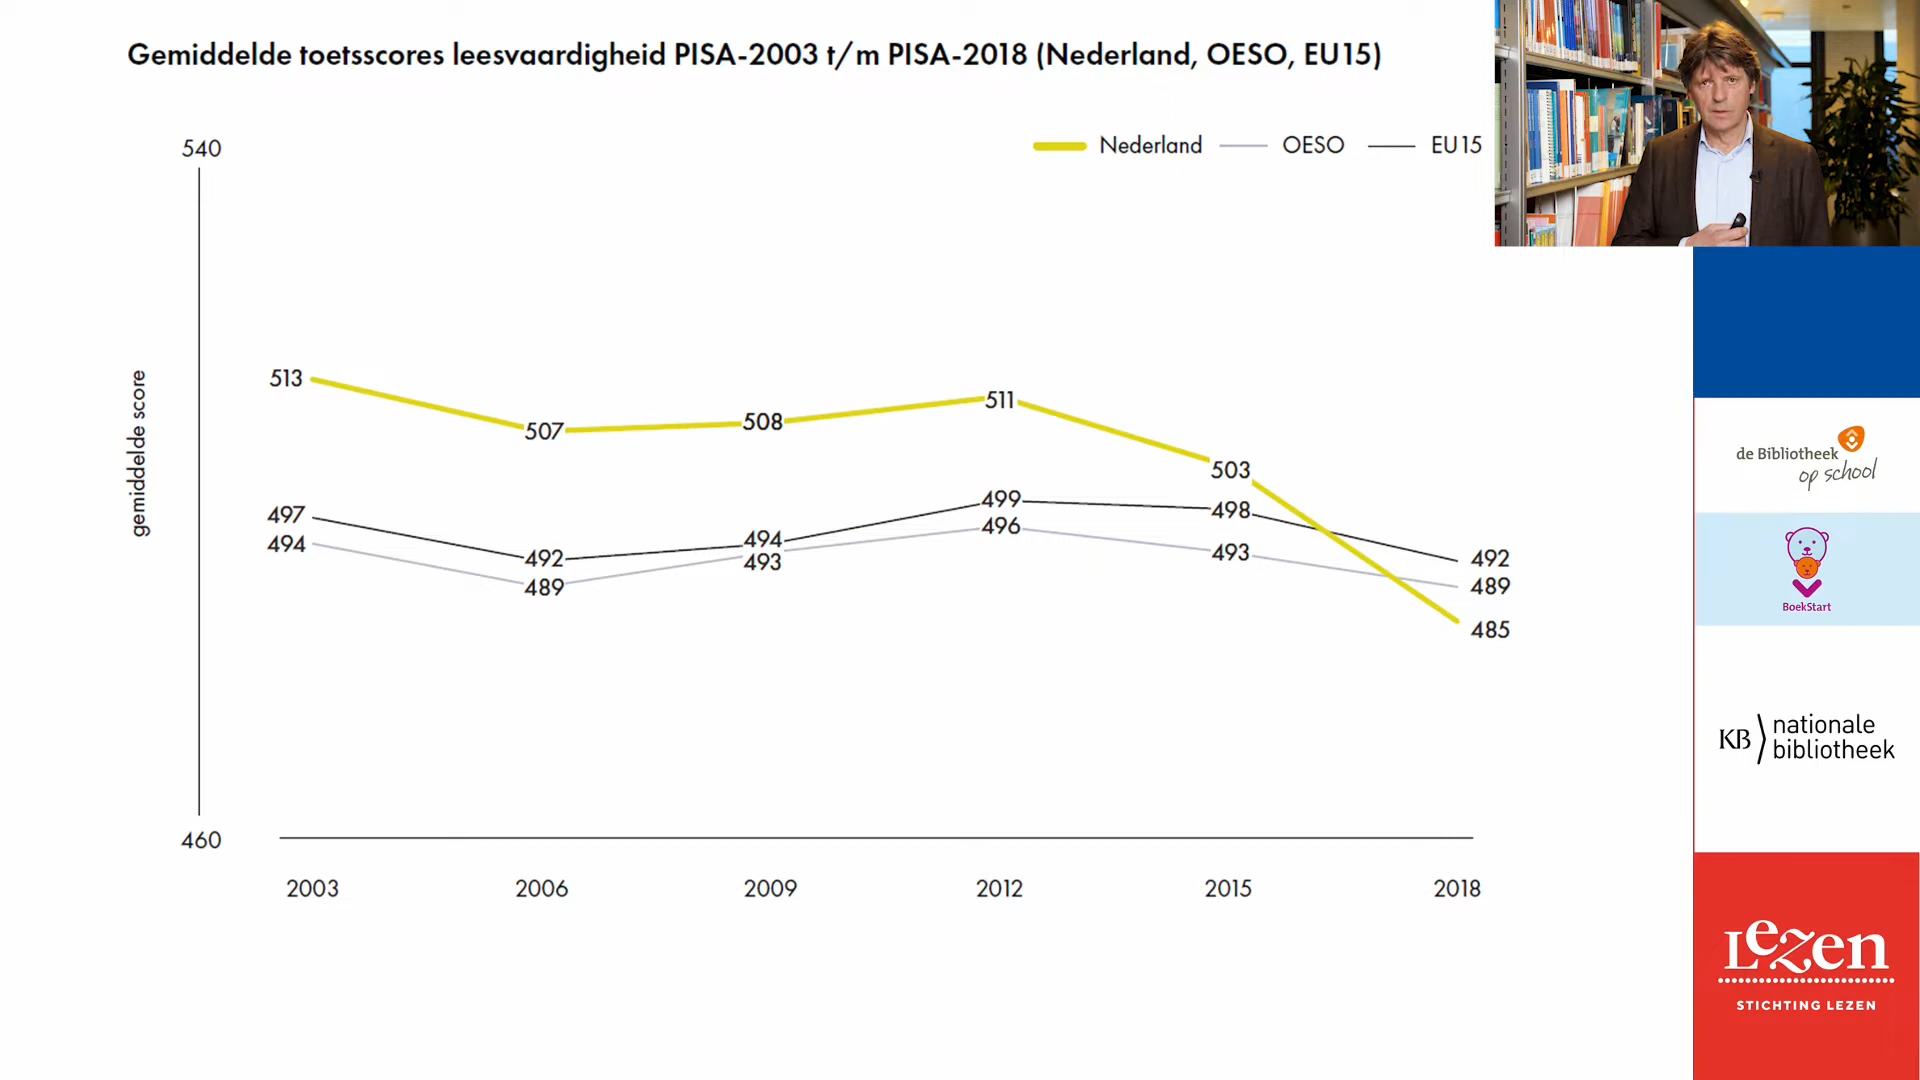 Gemiddelde toetsscores leesvaardigheid PISA-2003 t/m PISA-2018 (Nederland, OESO, EU15)
Nederland OESO EU15
540
gemiddelde score
460
513 507 508 511 503 485
497 492 494 499 498 492
494 489 493 496 493 489
2003 2006 2009 2012 2015 2018
de Bibliotheek
op school
BoekStart
KB nationale
bibliotheek
Lezen
STICHTING LEZEN